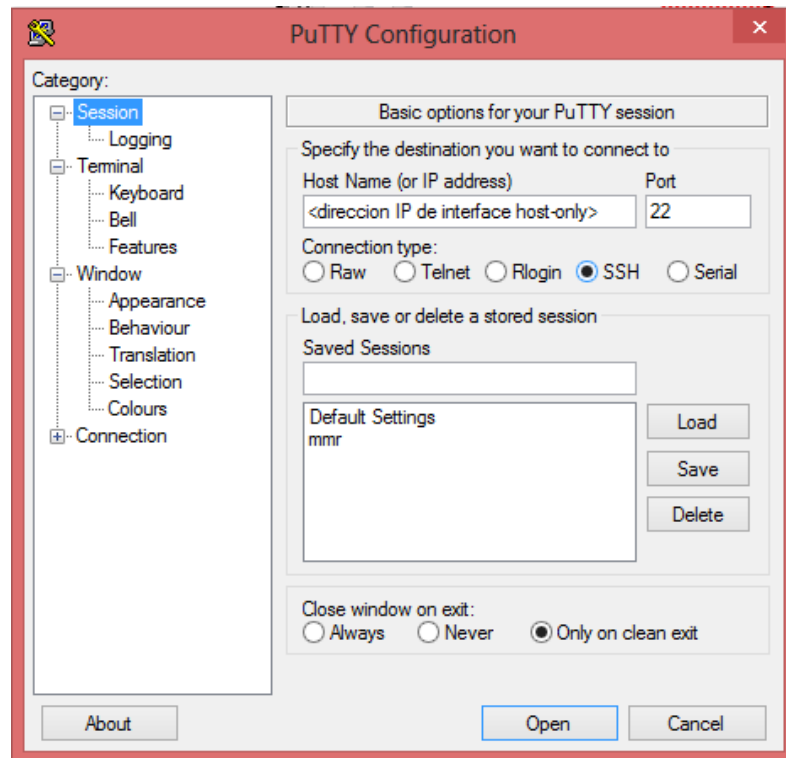 PuTTY Configuration
Category:
Session
Logging
Terminal
Keyboard
Bell
Features
Window
Appearance
Behaviour
Translation
Selection
Colours
Connection
Basic options for your PuTTY session
Specify the destination you want to connect to
Host Name (or IP address) Port
<direccion IP de interface host-only> 22
Connection type:
Raw Telnet Rlogin SSH Serial
Load, save or delete a stored session
Saved Sessions
Default Settings
mmr
Load
Save
Delete
Close window on exit:
Always Never Only on clean exit
About Open Cancel